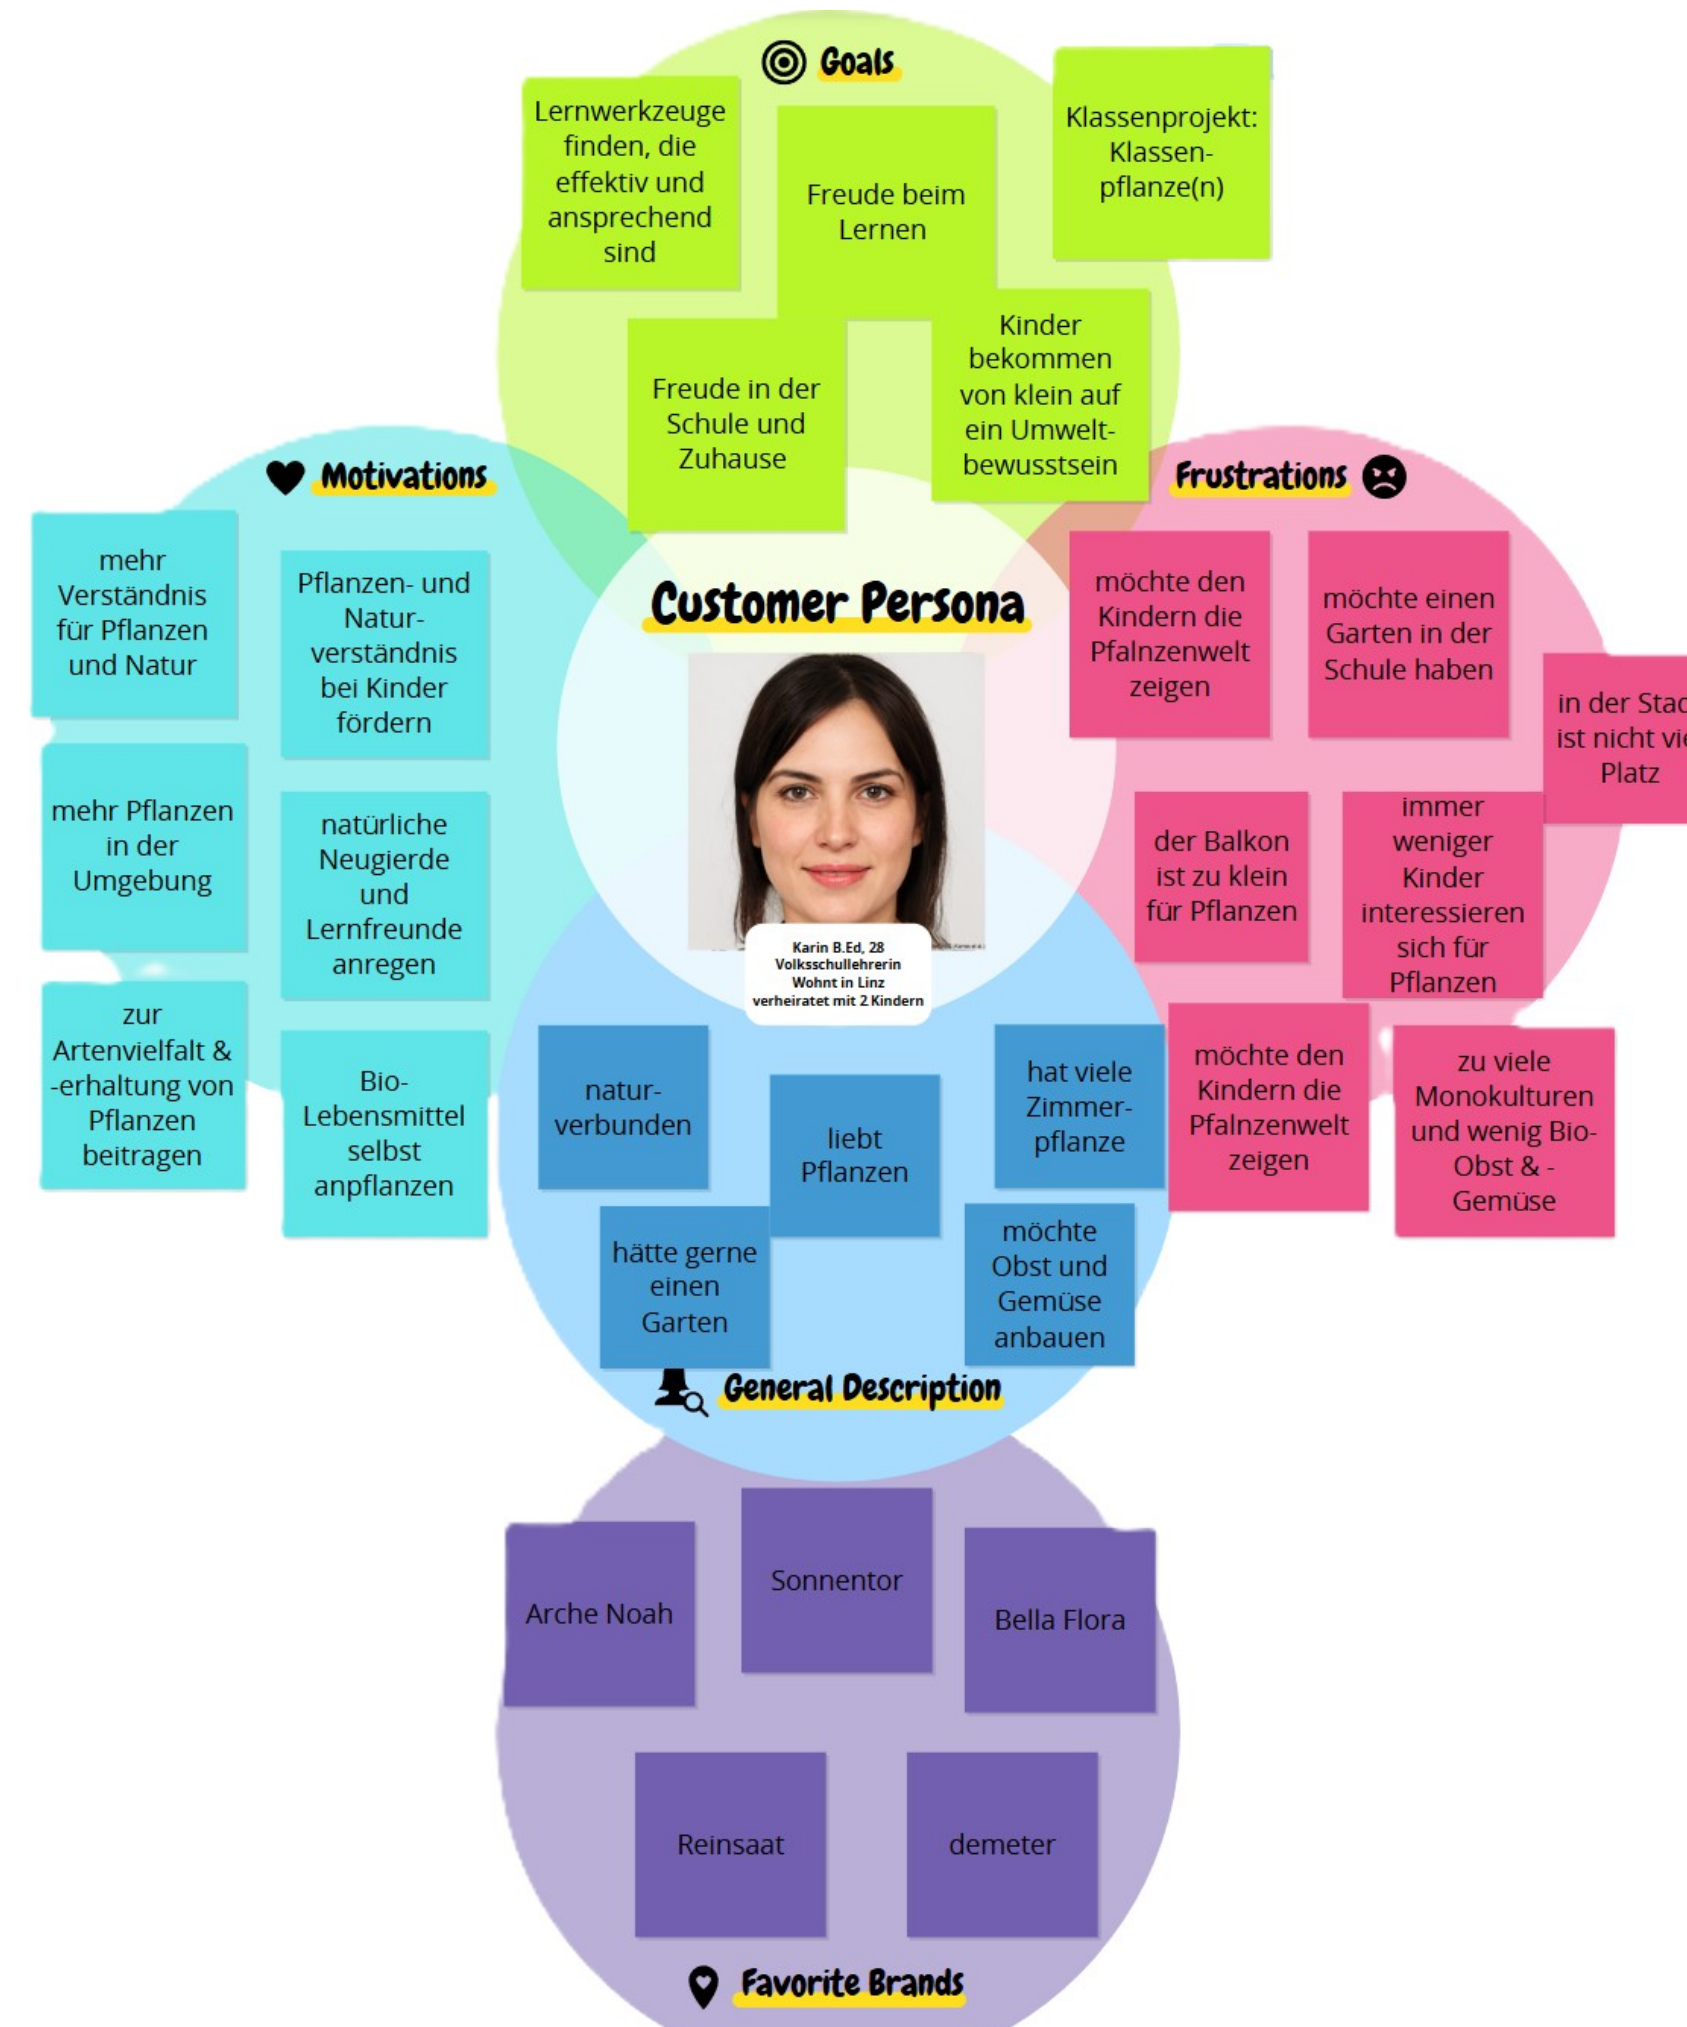 Goals
Lernwerkzeuge
finden, die
effektiv und
ansprechend
sind
Freude beim
Lernen
Klassenprojekt:
Klassen-
pflanze(n)
Freude in der
Schule und
Zuhause
Kinder
bekommen
von klein auf
ein Umwelt-
bewusstsein
Motivations
mehr
Verständnis
für Pflanzen
und Natur
Pflanzen- und
Natur-
verständnis
bei Kinder
fördern
mehr Pflanzen
in der
Umgebung
natürliche
Neugierde
und
Lernfreunde
anregen
zur
Artenvielfalt &
-erhaltung von
Pflanzen
beitragen
Bio-
Lebensmittel
selbst
anpflanzen
Customer Persona
Karin B.Ed, 28
Volksschullehrerin
Wohnt in Linz
verheiratet mit 2 Kindern
Frustrations
möchte den
Kindern die
Pfalnzenwelt
zeigen
möchte einen
Garten in der
Schule haben
in der Stad
ist nicht vie
Platz
der Balkon
ist zu klein
für Pflanzen
immer
weniger
Kinder
interessieren
sich für
Pflanzen
möchte den
Kindern die
Pfalnzenwelt
zeigen
zu viele
Monokulturen
und wenig Bio-
Obst & -
Gemüse
natur-
verbunden
liebt
Pflanzen
hat viele
Zimmer-
pflanze
hätte gerne
einen
Garten
möchte
Obst und
Gemüse
anbauen
General Description
Arche Noah
Sonnentor
Bella Flora
Reinsaat
demeter
Favorite Brands